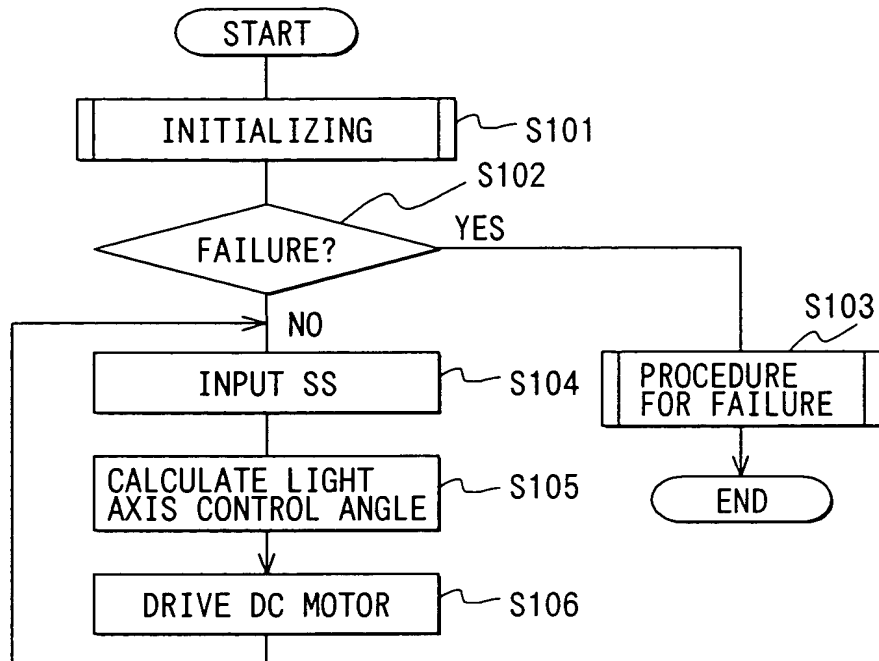 START
INITIALIZING
S101
S102
FAILURE?
YES
NO
S103
INPUT SS
S104
PROCEDURE
FOR FAILURE
CALCULATE LIGHT
AXIS CONTROL ANGLE
S105
END
DRIVE DC MOTOR
S106